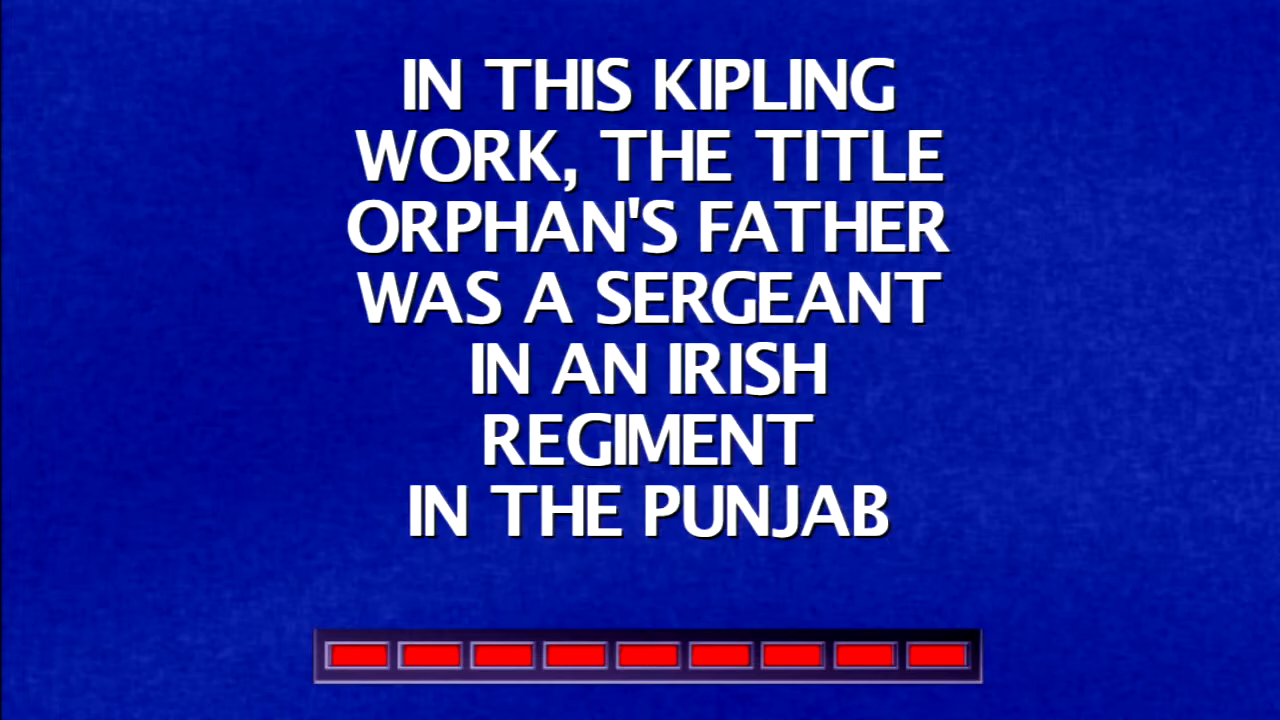 IN THIS KIPLING
WORK, THE TITLE
ORPHAN'S FATHER
WAS A SERGEANT
IN AN IRISH
REGIMENT
IN THE PUNJAB